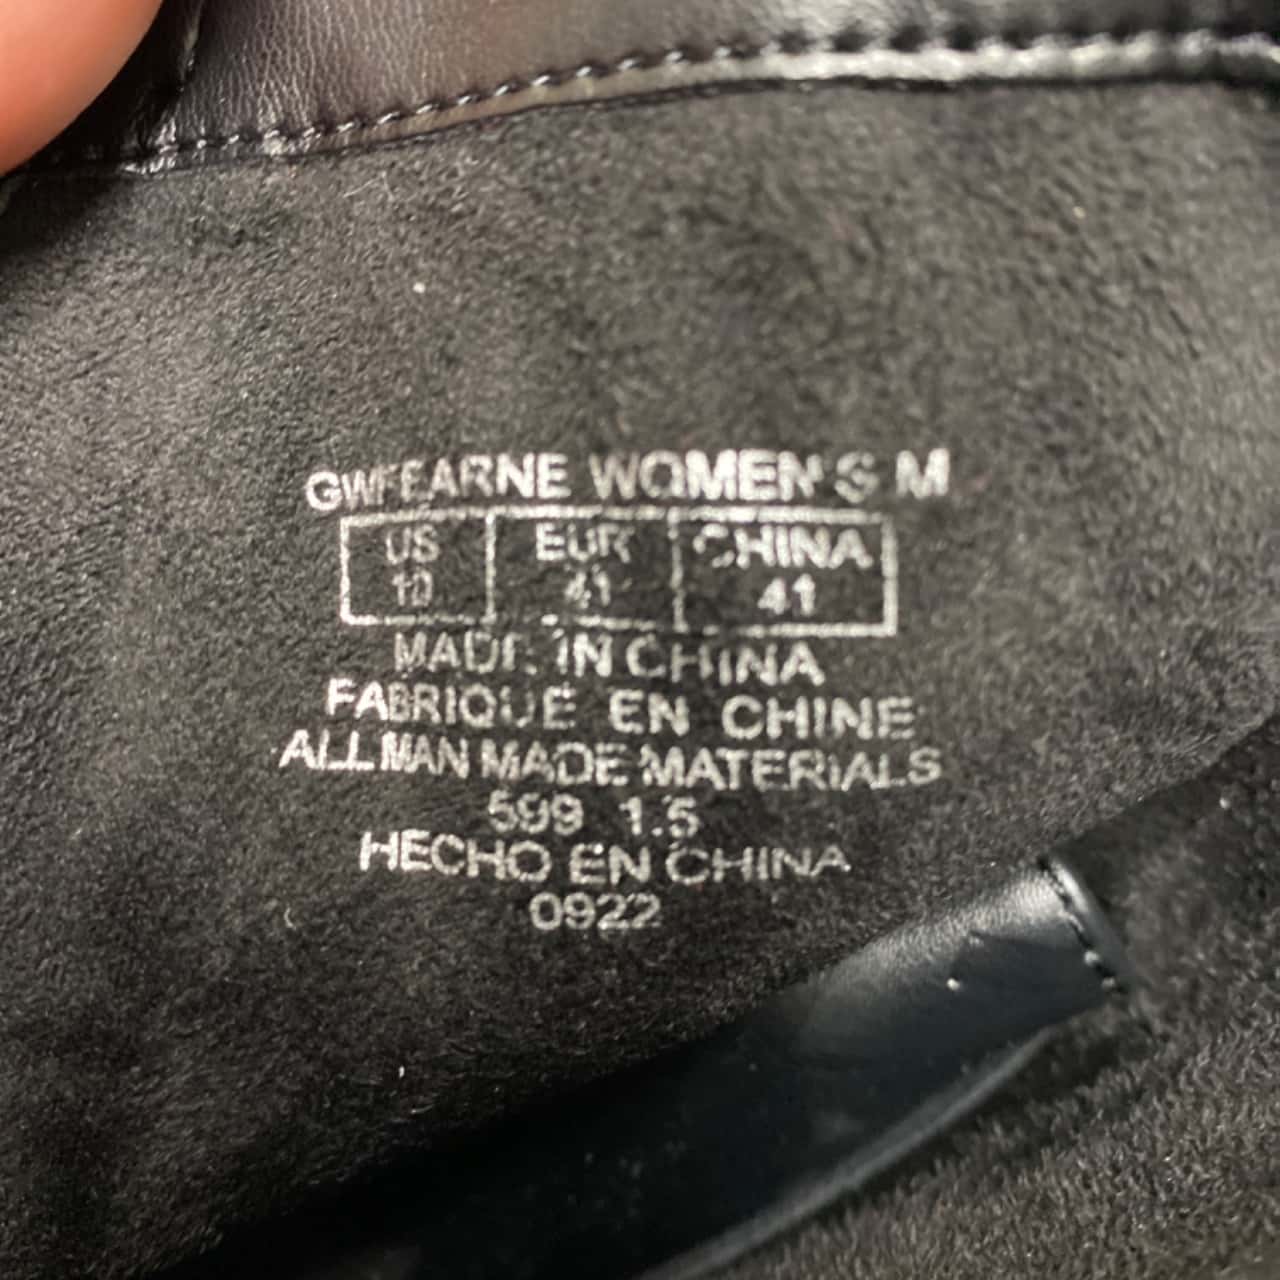 GWFEARNE WOMEN'S M
US EUR CHINA
10 41 41
MADE IN CHINA
FABRIQUE EN CHINE
ALL MAN MADE MATERIALS
599 1.5
HECHO EN CHINA
0922